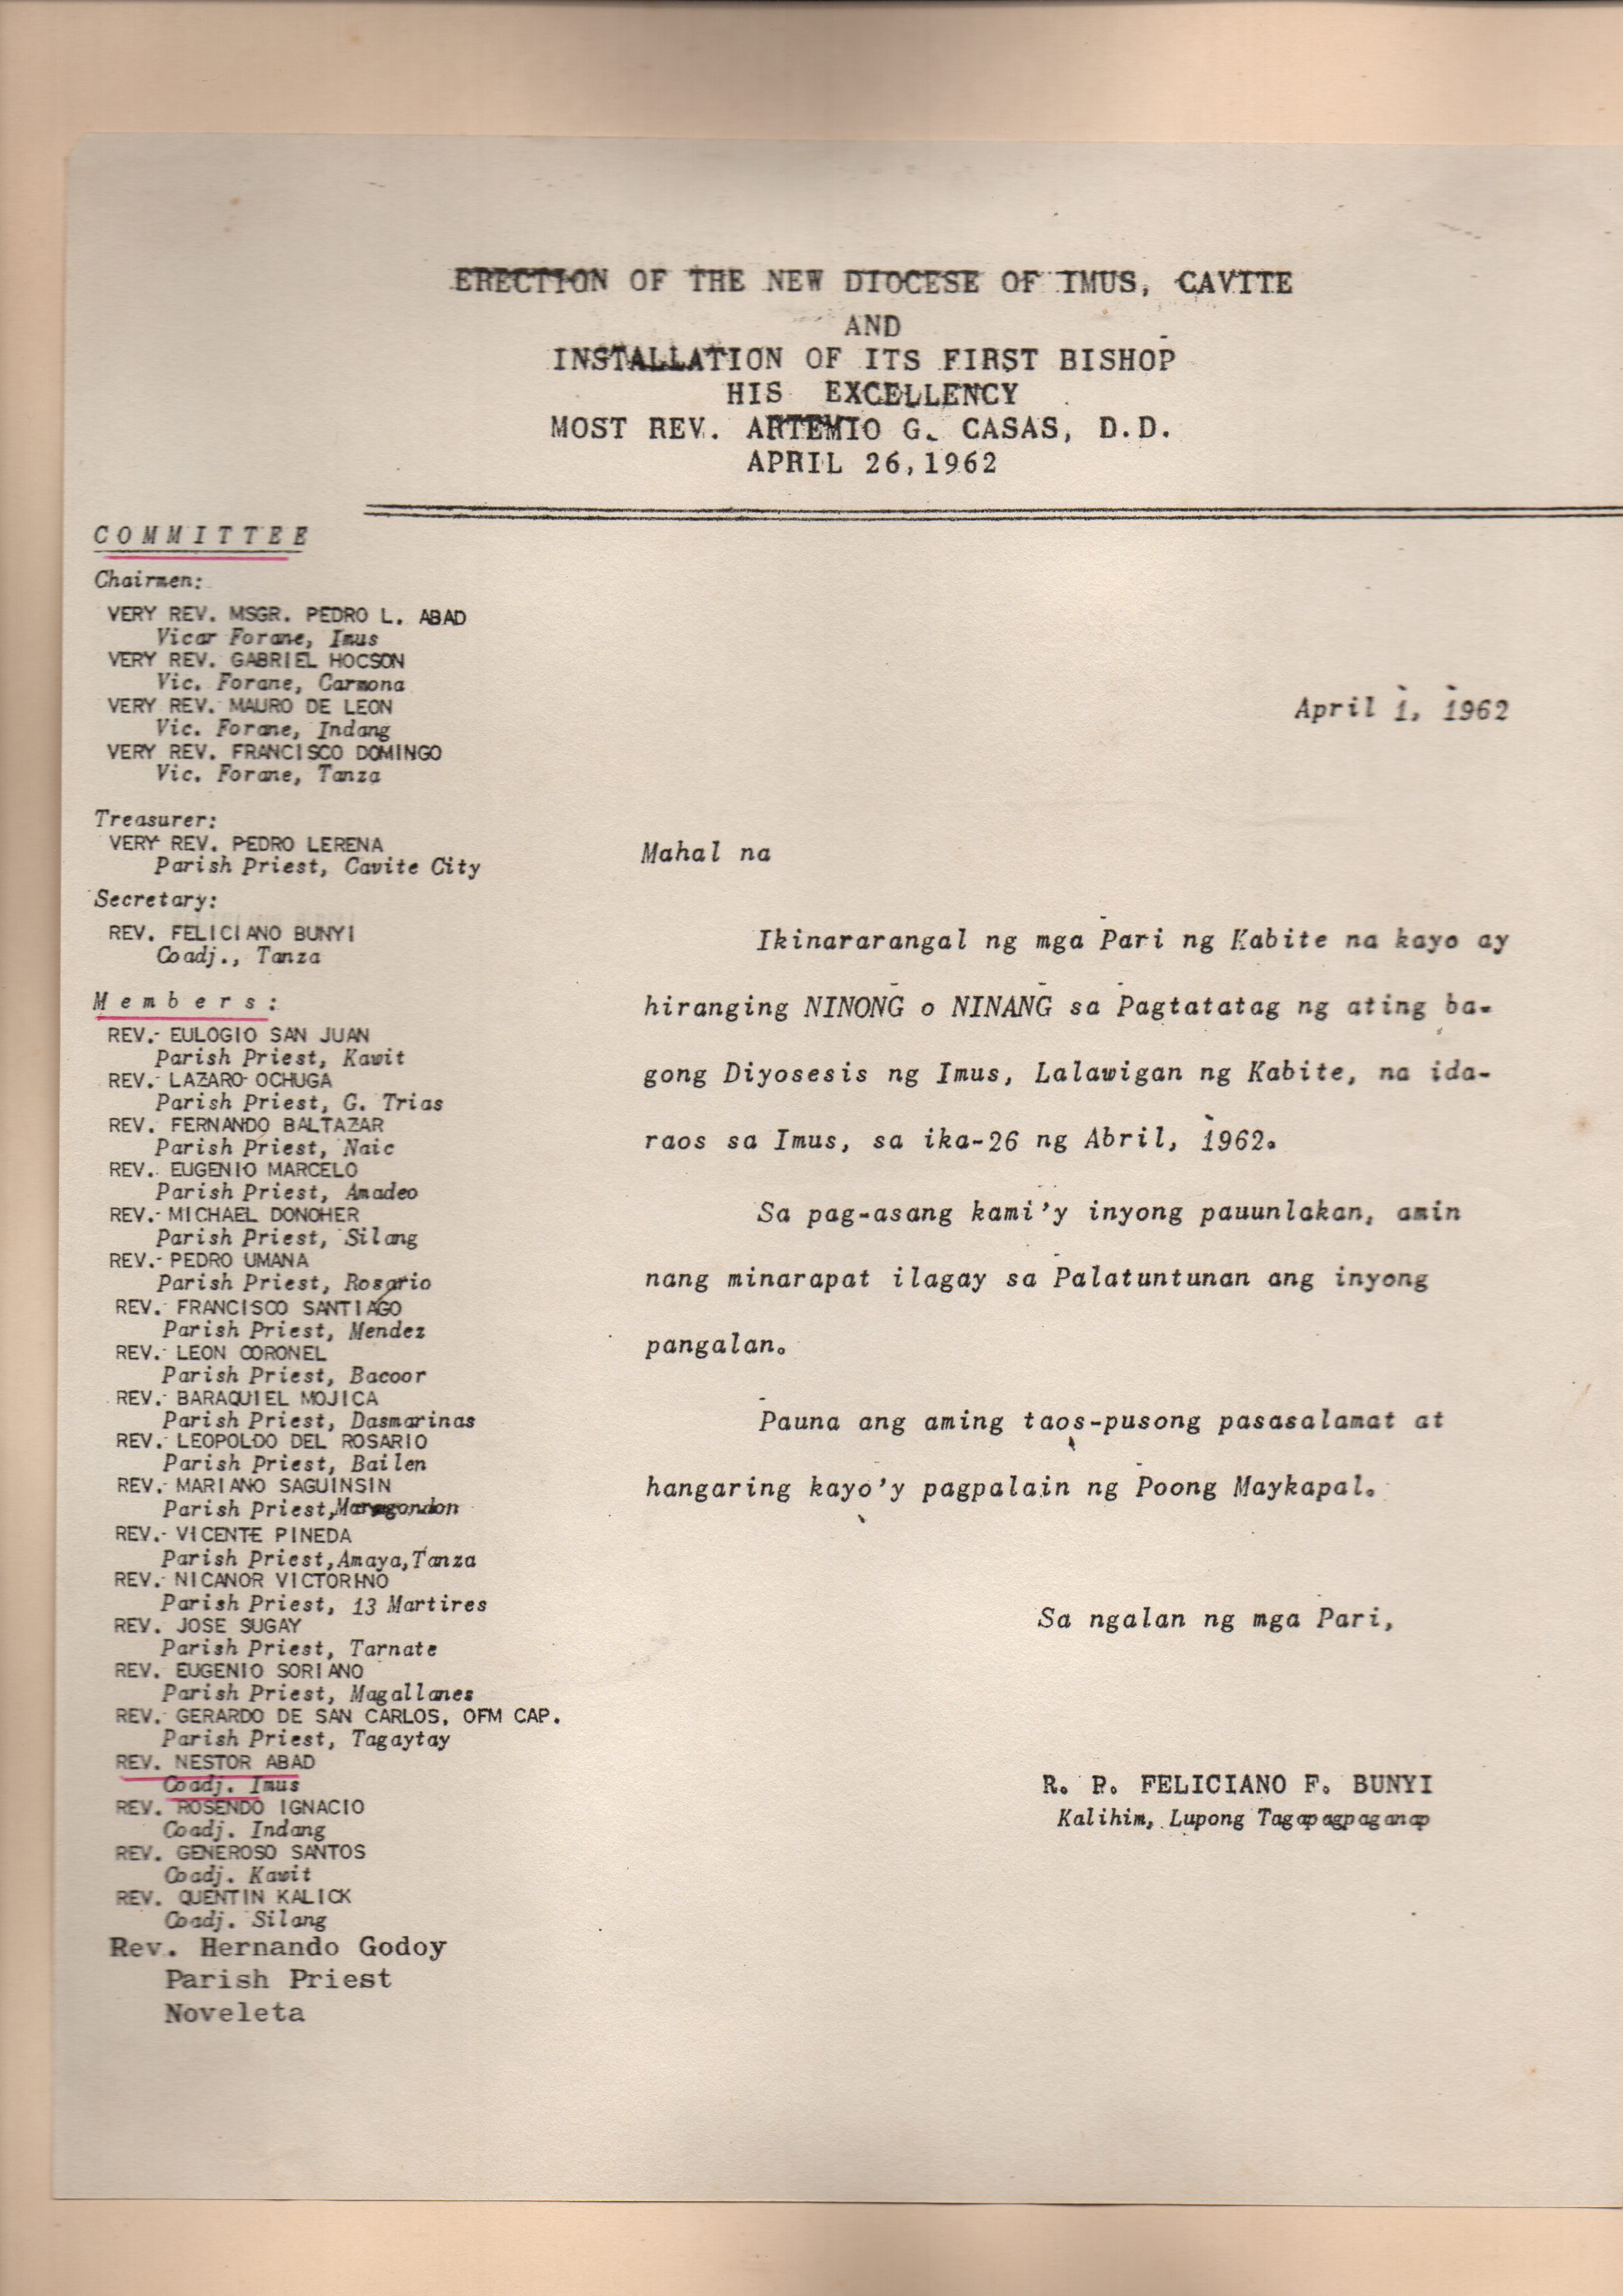 ERECTION OF THE NEW DIOCESE OF IMUS, CAVITE
AND
INSTALLATION OF ITS FIRST BISHOP
HIS EXCELLENCY
MOST REV. ARTEMIO G. CASAS, D.D.
APRIL 26,1962
COMMITTEE
Chairmen:
VERY REV. MSGR. PEDRO L. ABAD
Vicar Forane, Imus
VERY REV. GABRIEL HOCSON
Vic. Forane, Carmona
VERY REV. MAURO DE LEON
Vic. Forane, Indang
VERY REV. FRANCISCO DOMINGO
Vic. Forane, Tanza
Treasurer:
VERY REV. PEDRO LERENA
Parish Priest, Cavite City
Secretary:
REV. FELICIANO BUNYI
Coadj., Tanza
Members:
REV. EULOGIO SAN JUAN
Parish Priest, Kawit
REV. LAZARO OCHUGA
Parish Priest, G. Trias
REV. FERNANDO BALTAZAR
Parish Priest, Naic
REV. EUGENIO MARCELO
Parish Priest, Amadeo
REV. MICHAEL DONOHER
Parish Priest, Silang
REV. PEDRO UMANA
Parish Priest, Rosario
REV. FRANCISCO SANTIAGO
Parish Priest, Mendez
REV. LEON CORONEL
Parish Priest, Bacoor
REV. BARAQUIEL MOJICA
Parish Priest, Dasmarinas
REV. LEOPOLDO DEL ROSARIO
Parish Priest, Bailen
REV. MARIANO SAGUINSIN
Parish Priest,Maragondon
REV. VICENTE PINEDA
Parish Priest,Amaya,Tanza
REV. NICANOR VICTORINO
Parish Priest, 13 Martires
REV. JOSE SUGAY
Parish Priest, Tarnate
REV. EUGENIO SORIANO
Parish Priest, Magallanes
REV. GERARDO DE SAN CARLOS, OFM CAP.
Parish Priest, Tagaytay
REV. NESTOR ABAD
Coadj. Imus
REV. ROSENDO IGNACIO
Coadj. Indang
REV. GENEROSO SANTOS
Coadj. Kawit
REV. QUENTIN KALICK
Coadj. Silang
Rev. Hernando Godoy
Parish Priest
Noveleta
April 1, 1962
Mahal na
Ikinararangal ng mga Pari ng Kabite na kayo ay
hiranging NINONG o NINANG sa Pagtatatag ng ating ba-
gong Diyosesis ng Imus, Lalawigan ng Kabite, na ida-
raos sa Imus, sa ika-26 ng Abril, 1962.
Sa pag-asang kami'y inyong pauunlakan, amin
nang minarapat ilagay sa Palatuntunan ang inyong
pangalan.
Pauna ang aming taos-pusong pasasalamat at
hangaring kayo'y pagpalain ng Poong Maykapal.
Sa ngalan ng mga Pari,
R. P. FELICIANO F. BUNYI
Kalihim, Lupong Tagapagpaganap